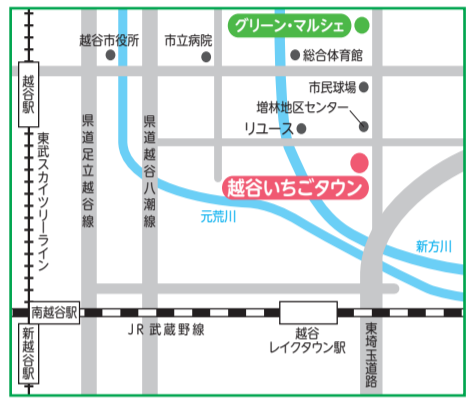 グリーン・マルシェ
越谷市役所
市立病院
総合体育館
越谷駅
市民球場
増林地区センター
リユース
県道足立越谷線
県道越谷八潮線
東武スカイツリーライン
越谷いちごタウン
元荒川
新方川
南越谷駅
JR武蔵野線
越谷
レイクタウン駅
東埼玉道路
新越谷駅